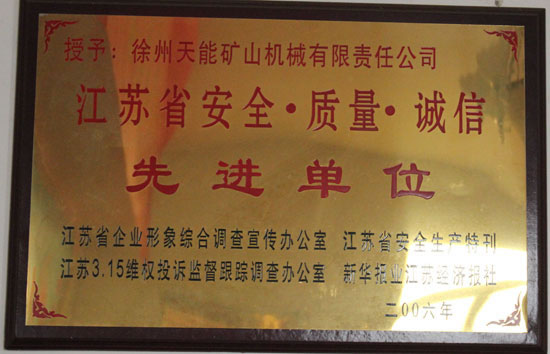 授予：徐州天能矿山机械有限责任公司
江苏省安全·质量·诚信
先进单位
江苏省企业形象综合调查宣传办公室 江苏省安全生产特刊
江苏3.15维权投诉监督跟踪调查办公室 新华报业江苏经济报社
二00六年